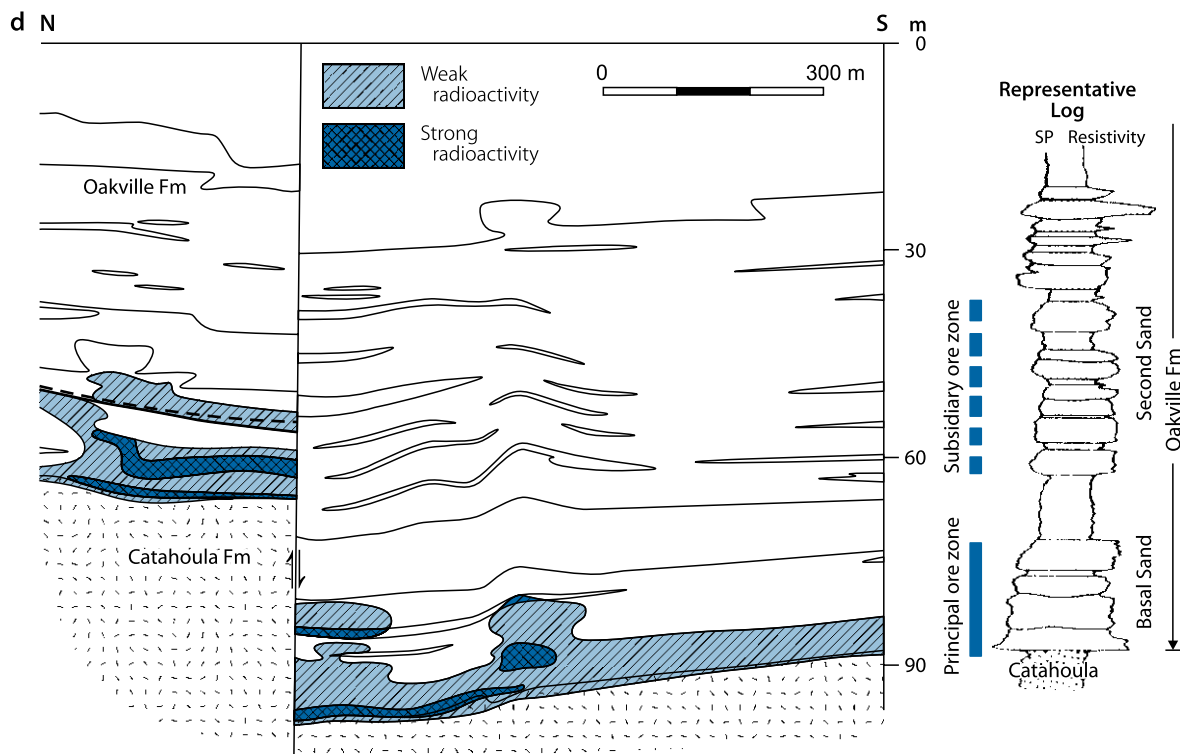 d N
S m
0
30
60
90
Weak
radioactivity
Strong
radioactivity
0 300 m
Oakville Fm
Catahoula Fm
Representative
Log
SP Resistivity
Subsidiary ore zone
Principal ore zone
Second Sand
Basal Sand
Oakville Fm
Catahoula